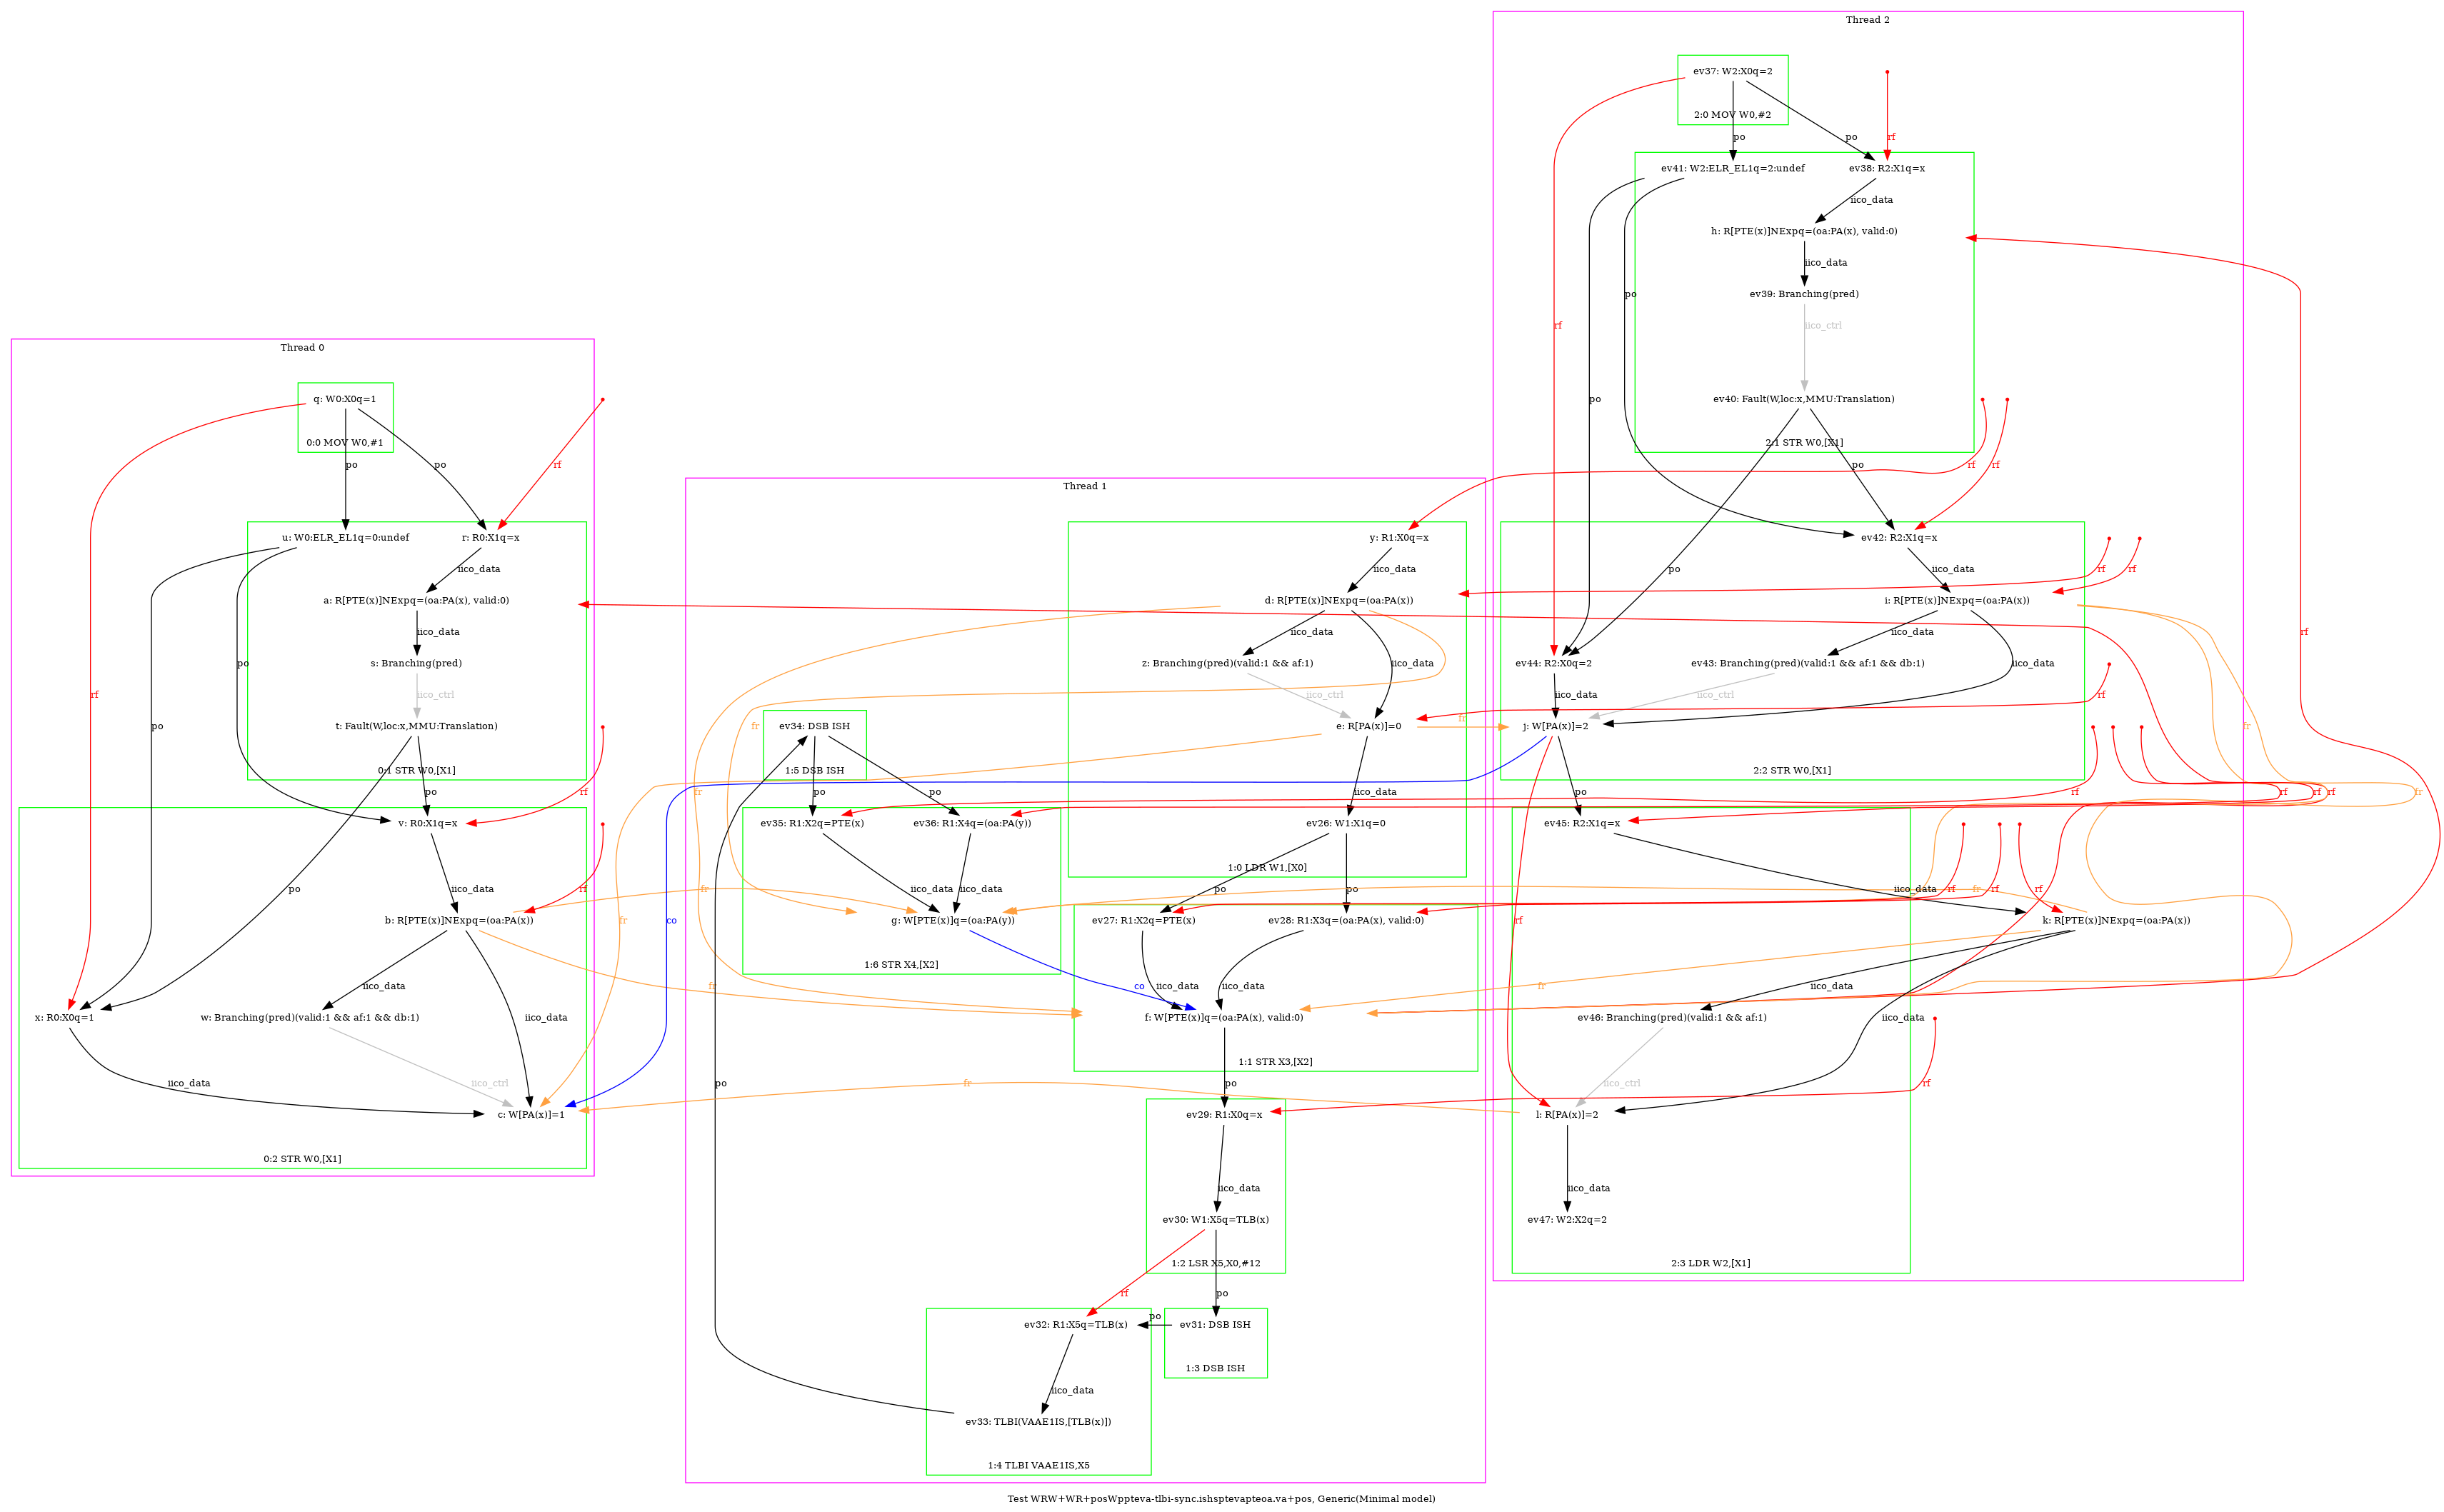 Thread 2
ev37: W2:X0q=2
2:0 MOV W0,#2
po
po
rf
rf
ev41: W2:ELR_EL1q=2:undef
ev38: R2:X1q=x
iico_data
h: R[PTE(x)]NExpq=(oa:PA(x), valid:0)
iico_data
ev39: Branching(pred)
iico_ctrl
ev40: Fault(W,loc:x,MMU:Translation)
2:1 STR W0,[X1]
po
po
po
po
rf
rf
rf
Thread 0
q: W0:X0q=1
0:0 MOV W0,#1
po
po
rf
rf
u: W0:ELR_EL1q=0:undef
r: R0:X1q=x
iico_data
a: R[PTE(x)]NExpq=(oa:PA(x), valid:0)
iico_data
s: Branching(pred)
iico_ctrl
t: Fault(W,loc:x,MMU:Translation)
0:1 STR W0,[X1]
po
po
po
po
rf
v: R0:X1q=x
iico_data
rf
b: R[PTE(x)]NExpq=(oa:PA(x))
iico_data
iico_data
x: R0:X0q=1
w: Branching(pred)(valid:1 && af:1 && db:1)
iico_data
iico_ctrl
c: W[PA(x)]=1
0:2 STR W0,[X1]
fr
fr
fr
co
Thread 1
y: R1:X0q=x
iico_data
d: R[PTE(x)]NExpq=(oa:PA(x))
iico_data
iico_data
z: Branching(pred)(valid:1 && af:1)
iico_ctrl
e: R[PA(x)]=0
iico_data
ev26: W1:X1q=0
1:0 LDR W1,[X0]
fr
fr
fr
ev34: DSB ISH
1:5 DSB ISH
po
po
ev35: R1:X2q=PTE(x)
ev36: R1:X4q=(oa:PA(y))
iico_data
iico_data
g: W[PTE(x)]q=(oa:PA(y))
1:6 STR X4,[X2]
co
po
po
ev27: R1:X2q=PTE(x)
ev28: R1:X3q=(oa:PA(x), valid:0)
iico_data
iico_data
f: W[PTE(x)]q=(oa:PA(x), valid:0)
1:1 STR X3,[X2]
po
po
fr
ev29: R1:X0q=x
iico_data
ev30: W1:X5q=TLB(x)
1:2 LSR X5,X0,#12
rf
po
ev32: R1:X5q=TLB(x)
po
ev31: DSB ISH
1:3 DSB ISH
iico_data
ev33: TLBI(VAAE1IS,[TLB(x)])
1:4 TLBI VAAE1IS,X5
ev42: R2:X1q=x
iico_data
rf
rf
i: R[PTE(x)]NExpq=(oa:PA(x))
iico_data
iico_data
ev44: R2:X0q=2
ev43: Branching(pred)(valid:1 && af:1 && db:1)
iico_data
iico_ctrl
rf
j: W[PA(x)]=2
2:2 STR W0,[X1]
po
fr
fr
rf
rf
rf
rf
ev45: R2:X1q=x
iico_data
rf
rf
rf
fr
k: R[PTE(x)]NExpq=(oa:PA(x))
rf
fr
iico_data
iico_data
ev46: Branching(pred)(valid:1 && af:1)
iico_ctrl
rf
l: R[PA(x)]=2
iico_data
ev47: W2:X2q=2
2:3 LDR W2,[X1]
Test WRW+WR+posWppteva-tlbi-sync.ishsptevapteoa.va+pos, Generic(Minimal model)